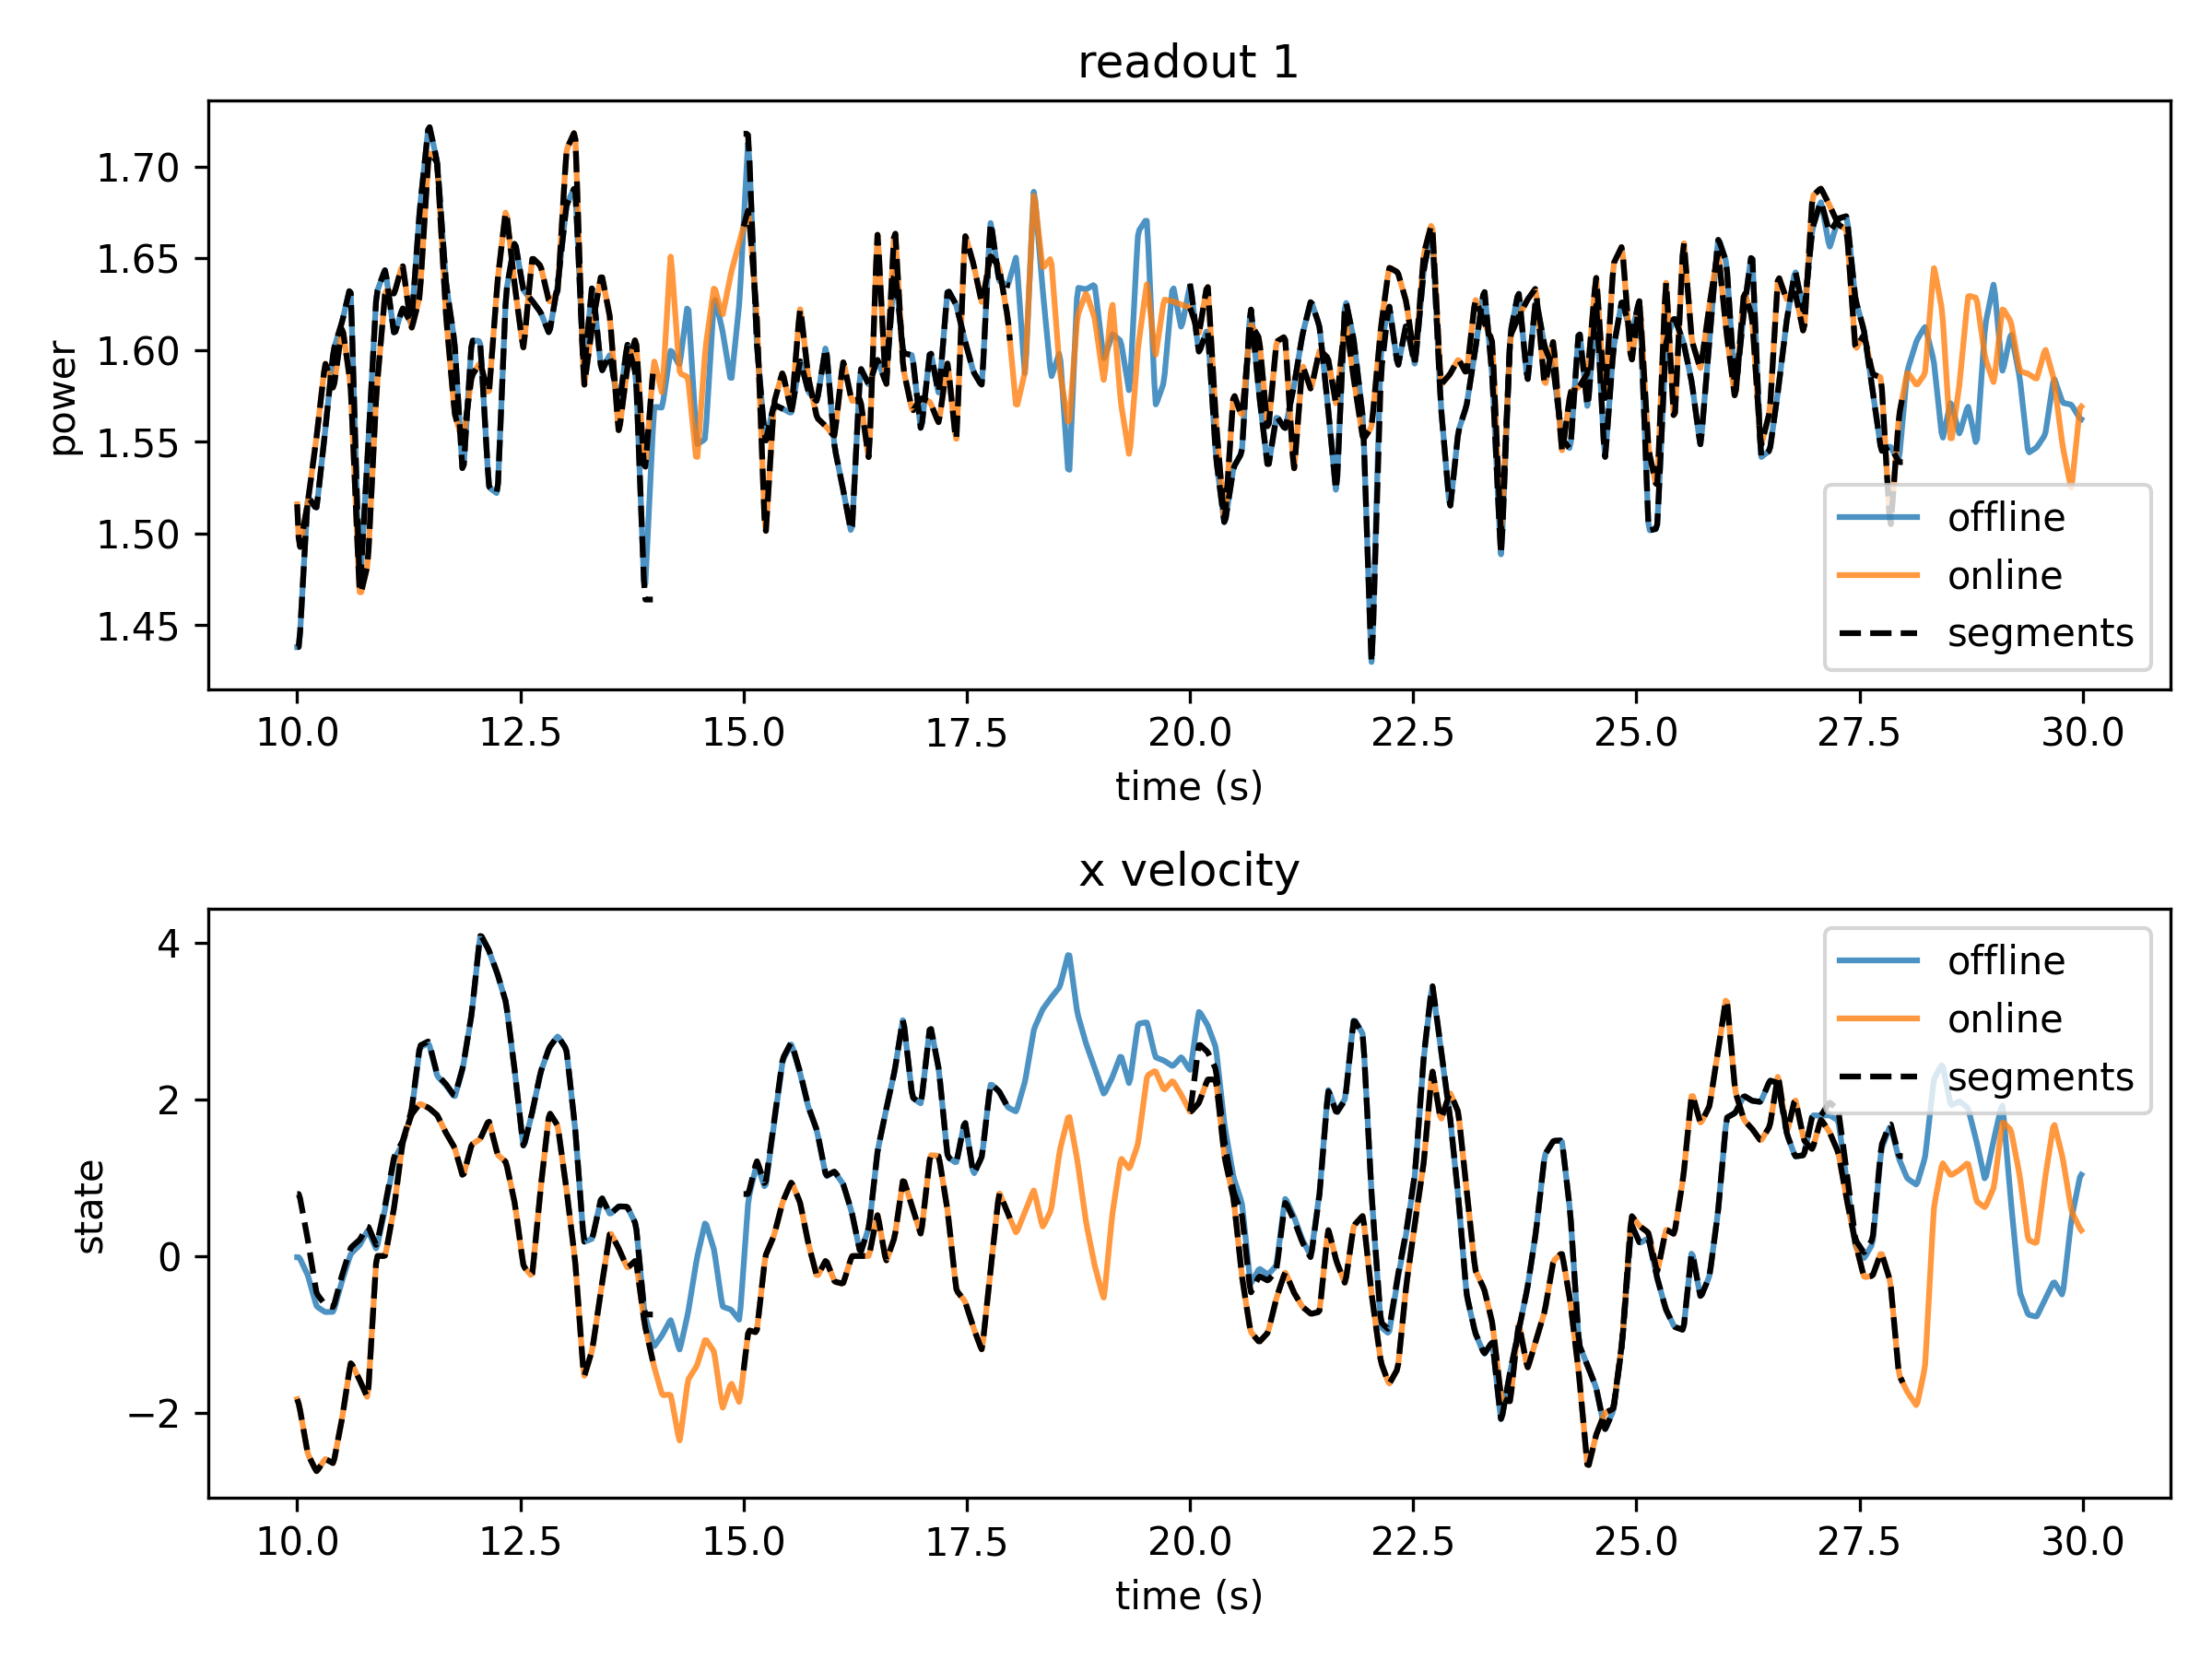 readout 1
power
1.70
1.65
1.60
1.55
1.50
1.45
offline
online
segments
10.0 12.5 15.0 17.5 20.0 22.5 25.0 27.5 30.0
time (s)
x velocity
state
4
2
0
−2
offline
online
segments
10.0 12.5 15.0 17.5 20.0 22.5 25.0 27.5 30.0
time (s)